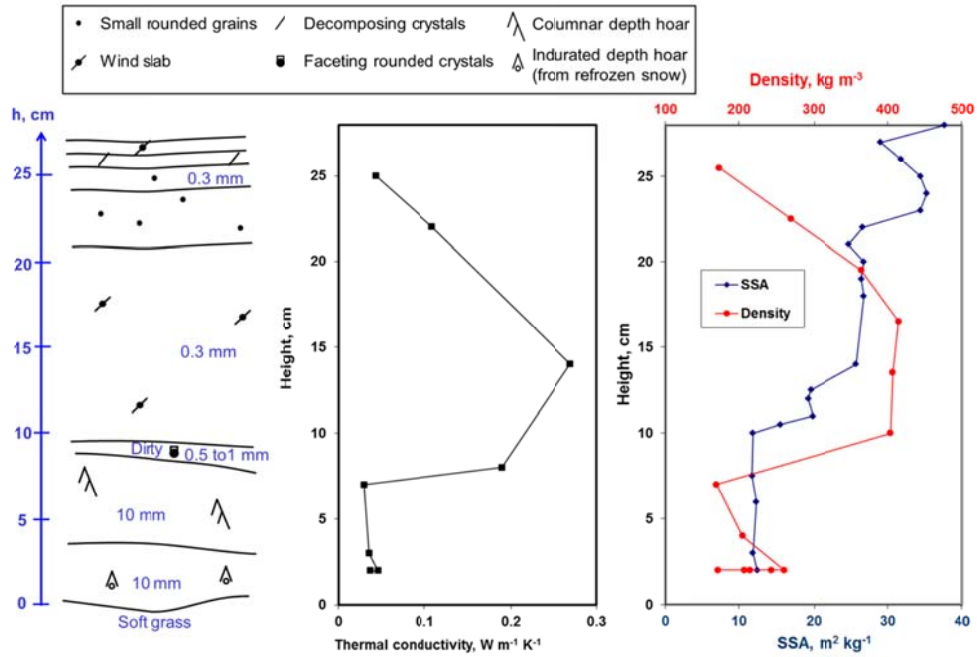 Small rounded grains
Decomposing crystals
Columnar depth hoar
Wind slab
Faceting rounded crystals
Indurated depth hoar
(from refrozen snow)
h, cm
25
20
15
10
5
0
0.3 mm
0.3 mm
Dirty
0.5 to1 mm
10 mm
10 mm
Soft grass
Height, cm
25
20
15
10
5
0
0
0.1
0.2
0.3
Thermal conductivity, W m⁻¹ K⁻¹
Density, kg m⁻³
100 200 300 400 500
Height, cm
25
20
15
10
5
0
SSA
Density
0 10 20 30 40
SSA, m² kg⁻¹